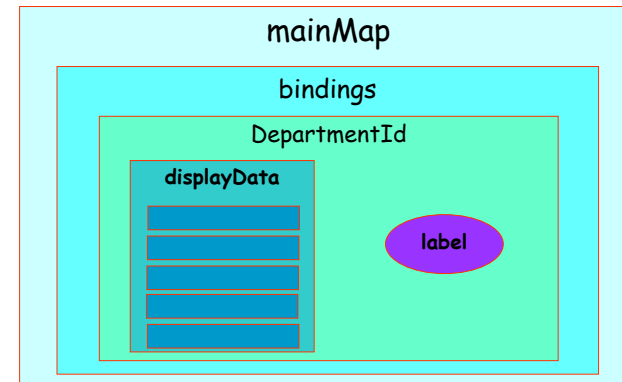 mainMap
bindings
DepartmentId
displayData
label